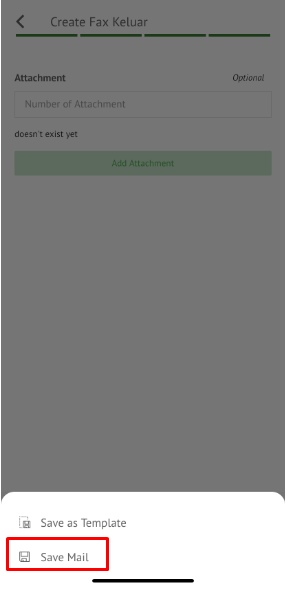 Create Fax Keluar
Attachment Optional
Number of Attachment
doesn't exist yet
Add Attachment
Save as Template
Save Mail